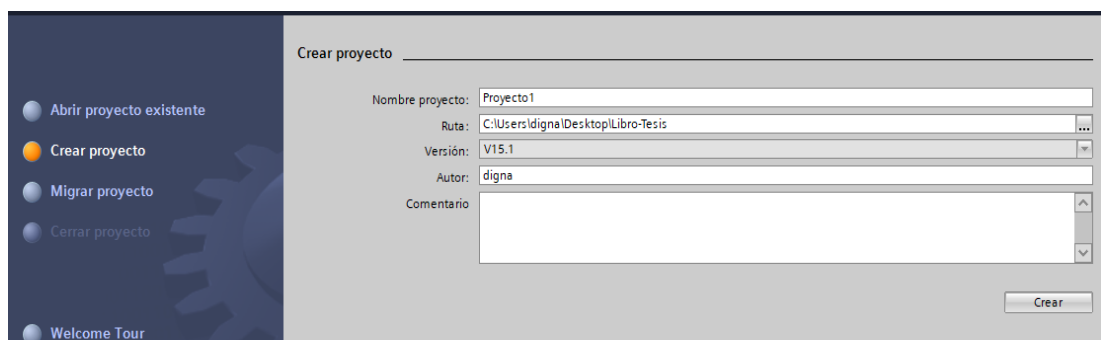 Abrir proyecto existente
Crear proyecto
Migrar proyecto
Cerrar proyecto
Welcome Tour
Crear proyecto
Nombre proyecto: Proyecto1
Ruta: C:\Users\digna\Desktop\Libro-Tesis ...
Versión: V15.1
Autor: digna
Comentario
Crear